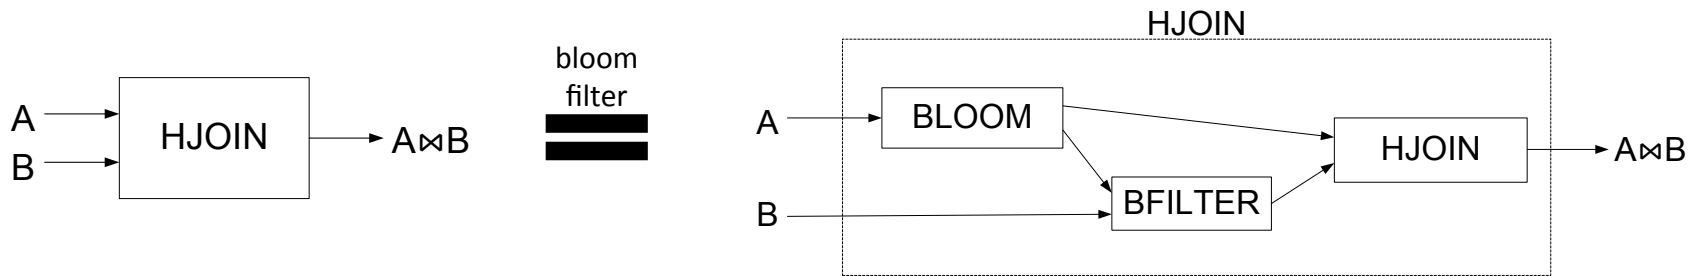 A
B
HJOIN
A⋈B
bloom
filter
HJOIN
A
B
BLOOM
BFILTER
HJOIN
A⋈B